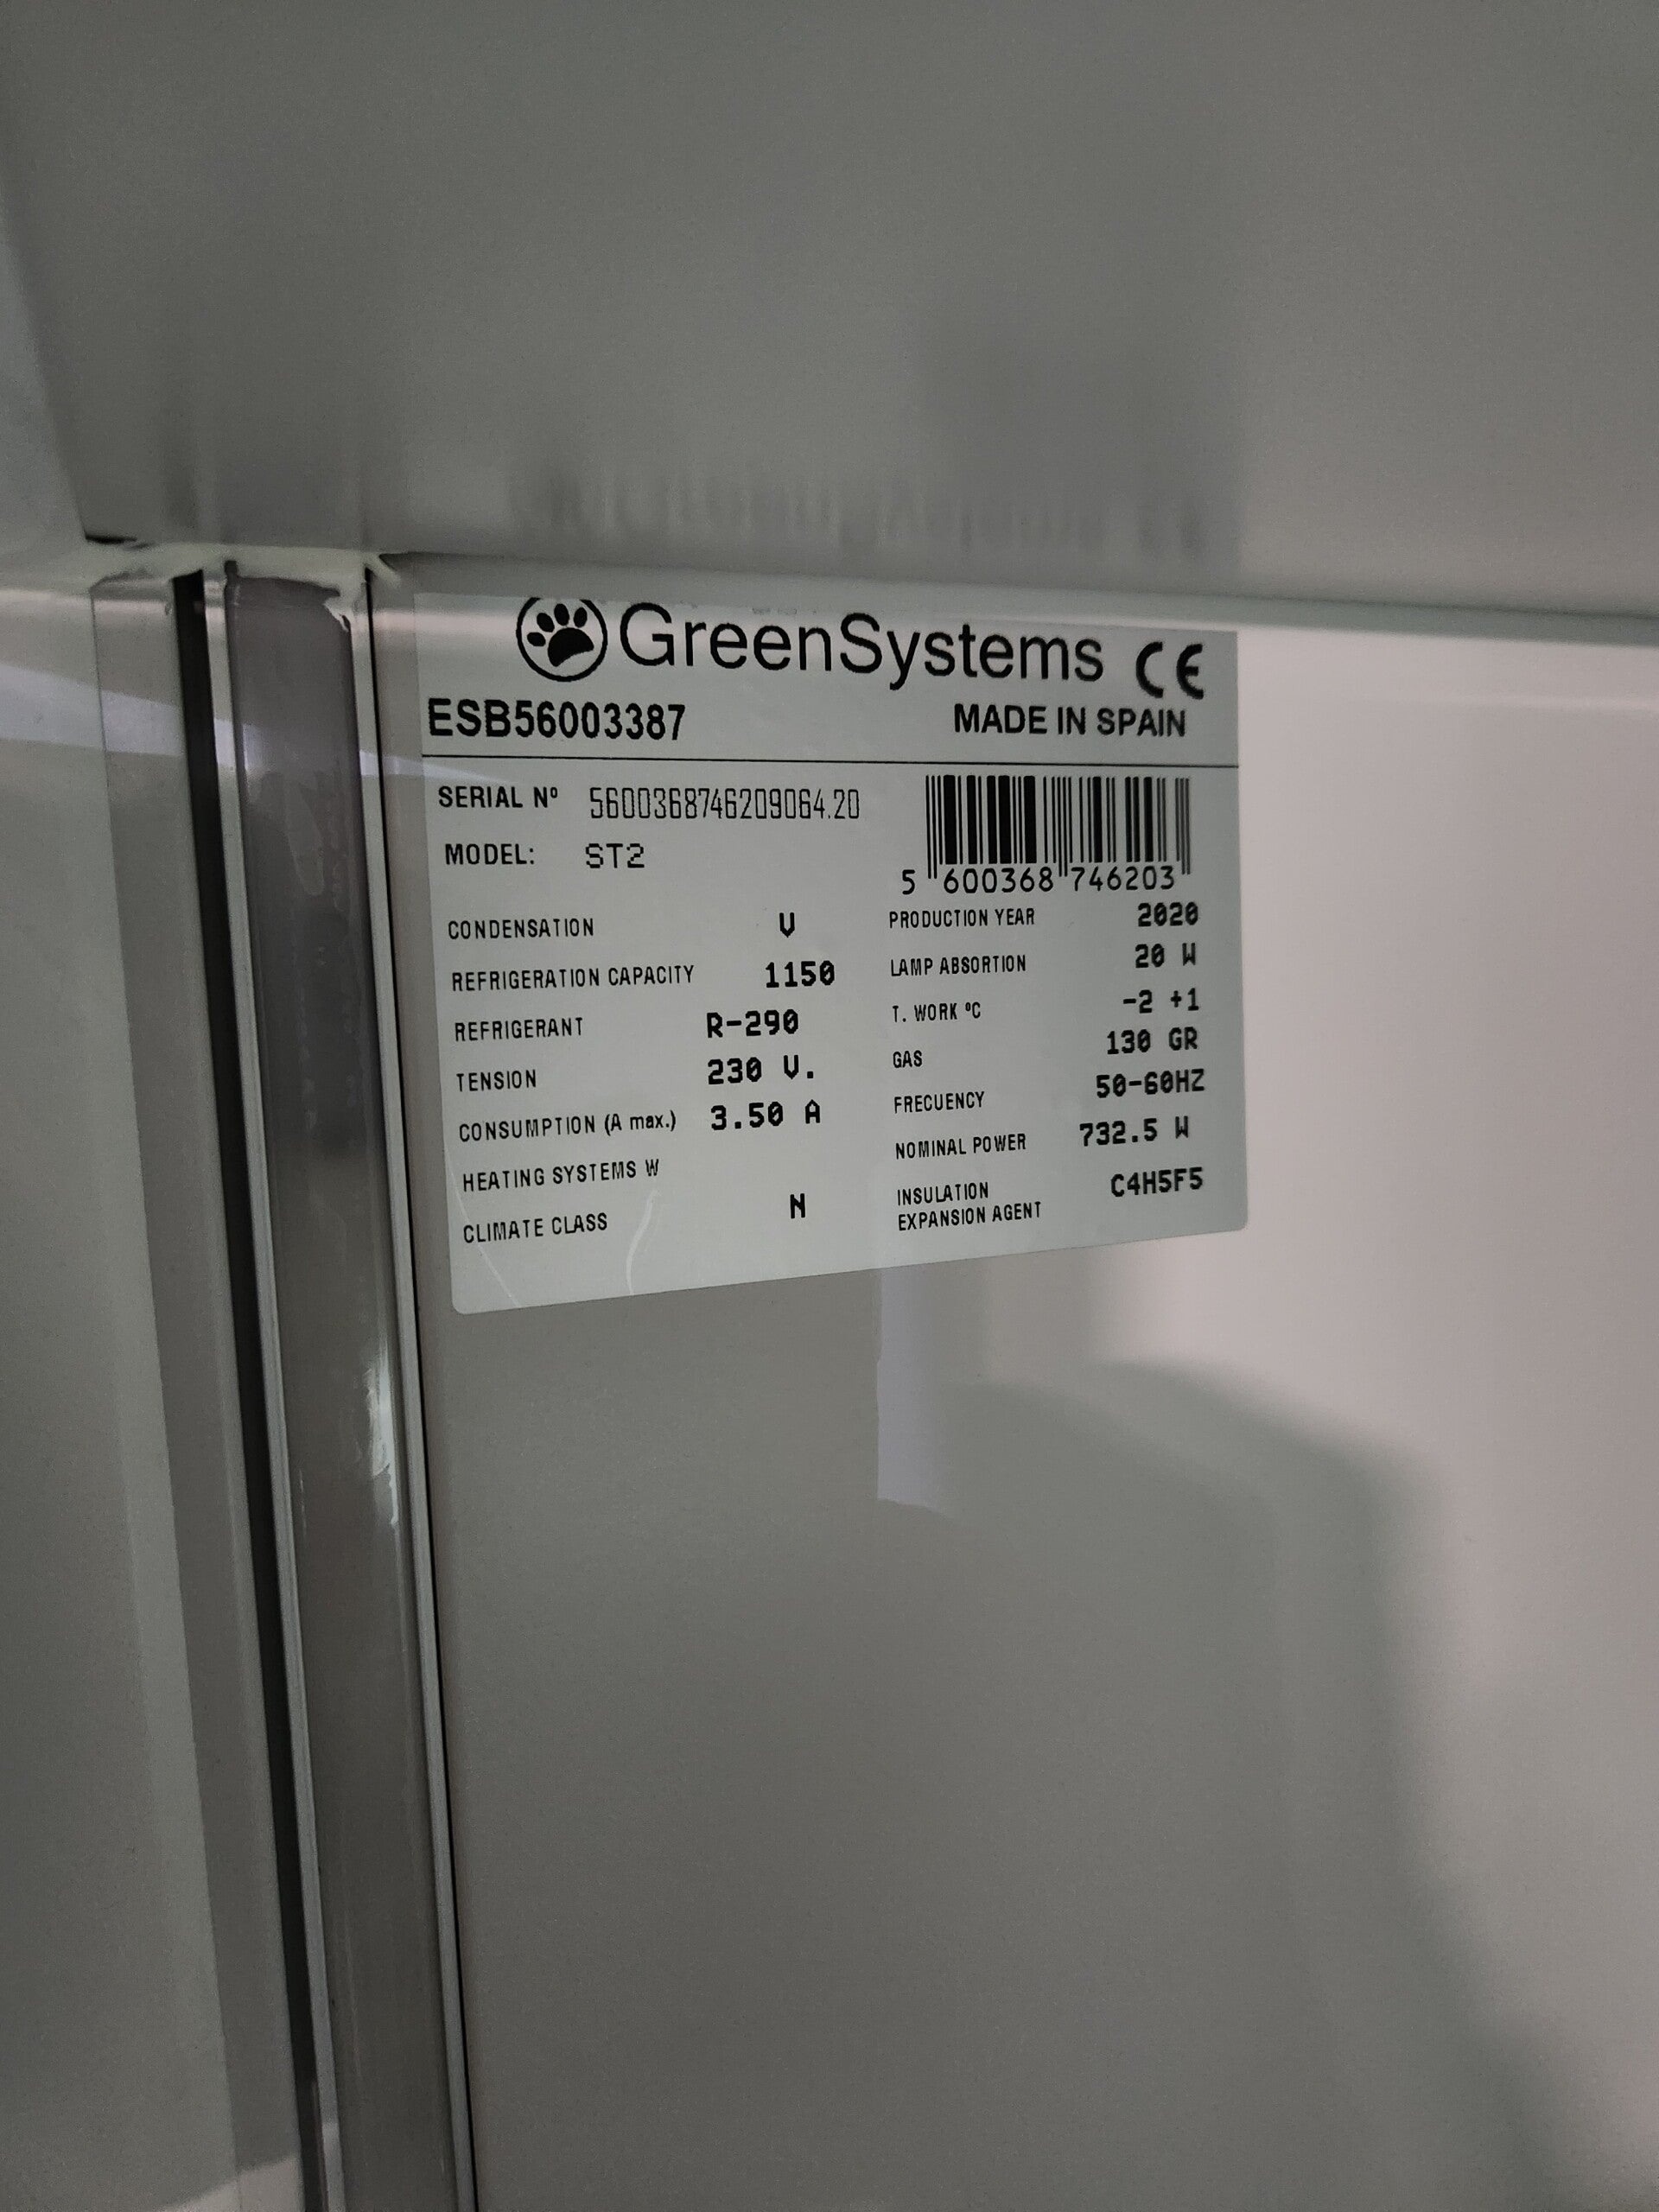 GreenSystems CE
ESB56003387 MADE IN SPAIN
SERIAL Nº 5600368746209064.20
MODEL: ST2
5 600368 746203
CONDENSATION V
REFRIGERATION CAPACITY 1150
REFRIGERANT R-290
TENSION 230 V.
CONSUMPTION (A max.) 3.50 A
HEATING SYSTEMS W
CLIMATE CLASS N
PRODUCTION YEAR 2020
LAMP ABSORTION 20 W
T. WORK ºC -2 +1
GAS 130 GR
FRECUENCY 50-60HZ
NOMINAL POWER 732.5 W
INSULATION C4H5F5
EXPANSION AGENT